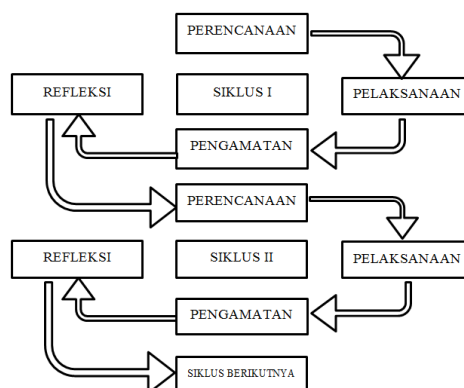 PERENCANAAN
REFLEKSI
SIKLUS I
PELAKSANAAN
PENGAMATAN
PERENCANAAN
REFLEKSI
SIKLUS II
PELAKSANAAN
PENGAMATAN
SIKLUS BERIKUTNYA